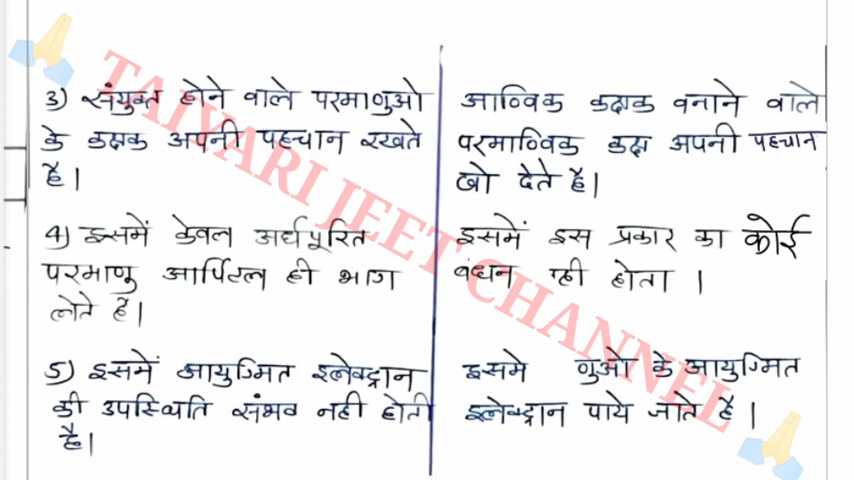 3) संयुक्त होने वाले परमाणुओ
के कक्षक अपनी पहचान रखते
है।
आण्विक कक्षक बनाने वाले
परमाण्विक कक्ष अपनी पहचान
खो देते है।
4) इसमें केवल अर्धपूरित
परमाणु आर्पिटल ही भाग
लेते है।
इसमें इस प्रकार का कोई
बंधन नही होता ।
5) इसमें आयुग्मित इलेक्ट्रान
की उपस्थिति संभव नही होती
है।
इसमे गुओ के आयुग्मित
इलेक्ट्रान पाये जाते है ।
TAIYARI JEET CHANNEL